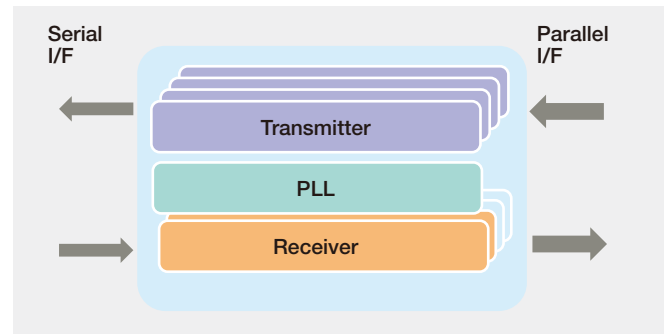 Serial
I/F
Parallel
I/F
Transmitter
PLL
Receiver